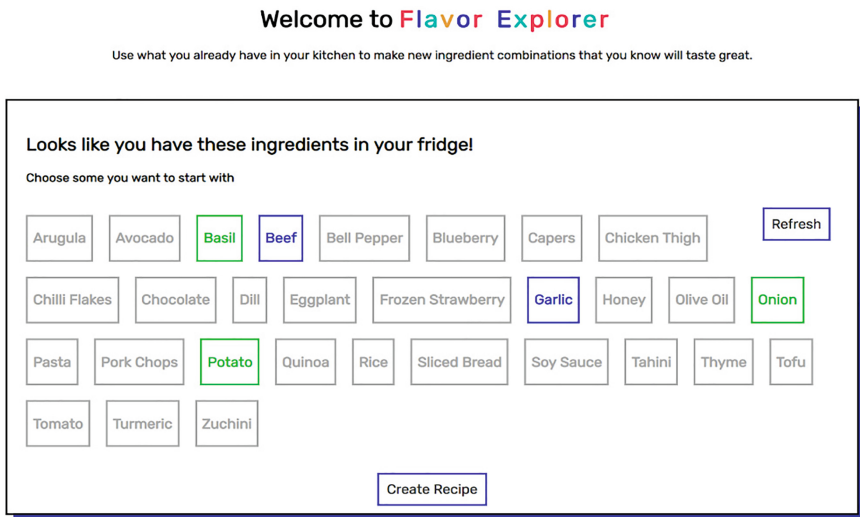 Welcome to Flavor Explorer
Use what you already have in your kitchen to make new ingredient combinations that you know will taste great.
Looks like you have these ingredients in your fridge!
Choose some you want to start with
Arugula Avocado Basil Beef Bell Pepper Blueberry Capers Chicken Thigh Refresh
Chilli Flakes Chocolate Dill Eggplant Frozen Strawberry Garlic Honey Olive Oil Onion
Pasta Pork Chops Potato Quinoa Rice Sliced Bread Soy Sauce Tahini Thyme Tofu
Tomato Turmeric Zuchini
Create Recipe